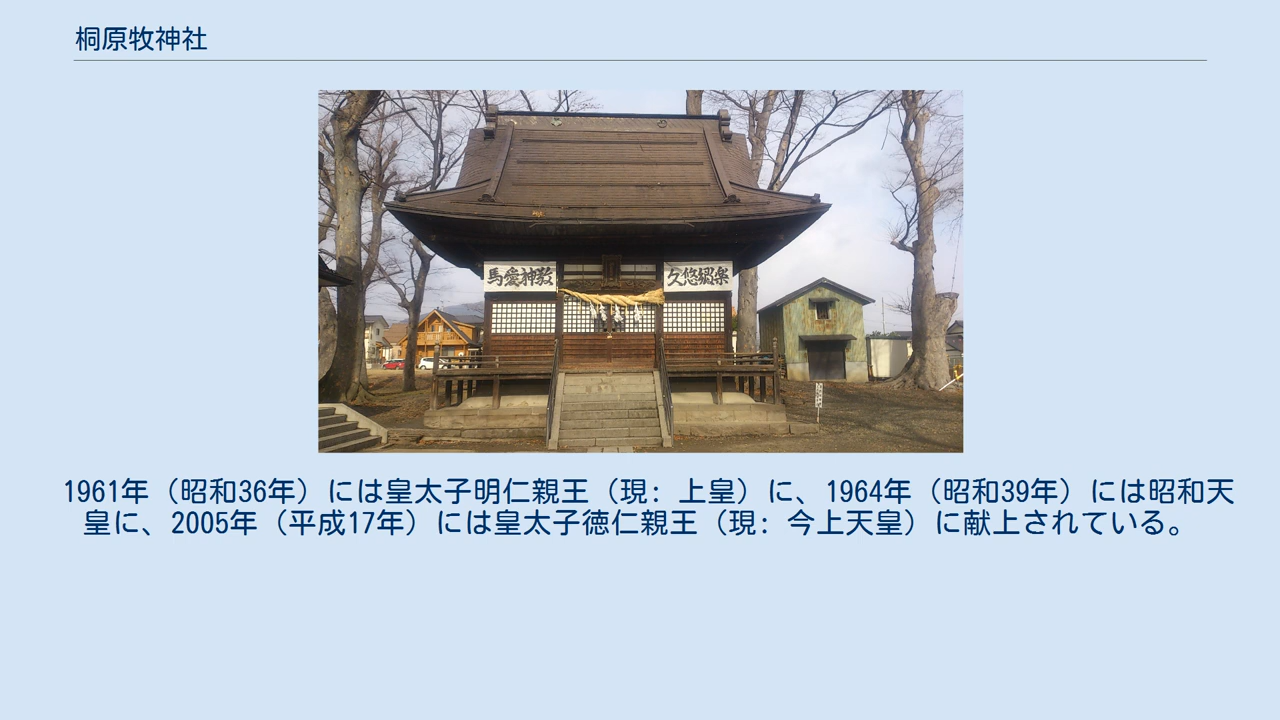 桐原牧神社
馬愛神教
久悠娯楽
1961年（昭和36年）には皇太子明仁親王（現: 上皇）に、1964年（昭和39年）には昭和天
皇に、2005年（平成17年）には皇太子徳仁親王（現: 今上天皇）に献上されている。